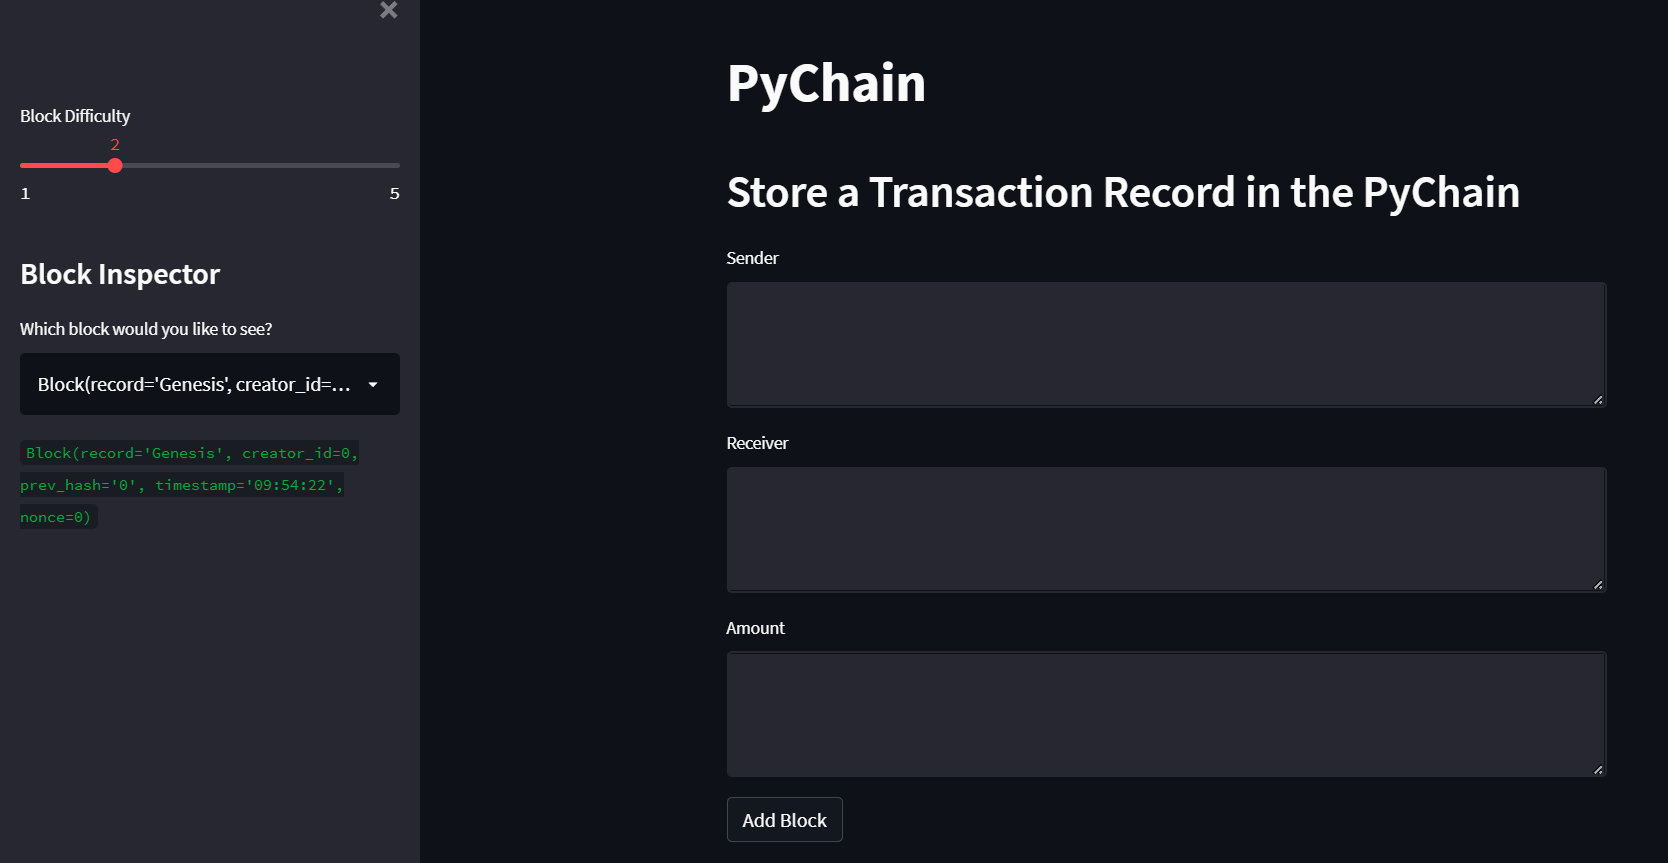 Block Difficulty
2
1
5
Block Inspector
Which block would you like to see?
Block(record='Genesis', creator_id=...
Block(record='Genesis', creator_id=0,
prev_hash='0', timestamp='09:54:22',
nonce=0)
PyChain
Store a Transaction Record in the PyChain
Sender
Receiver
Amount
Add Block